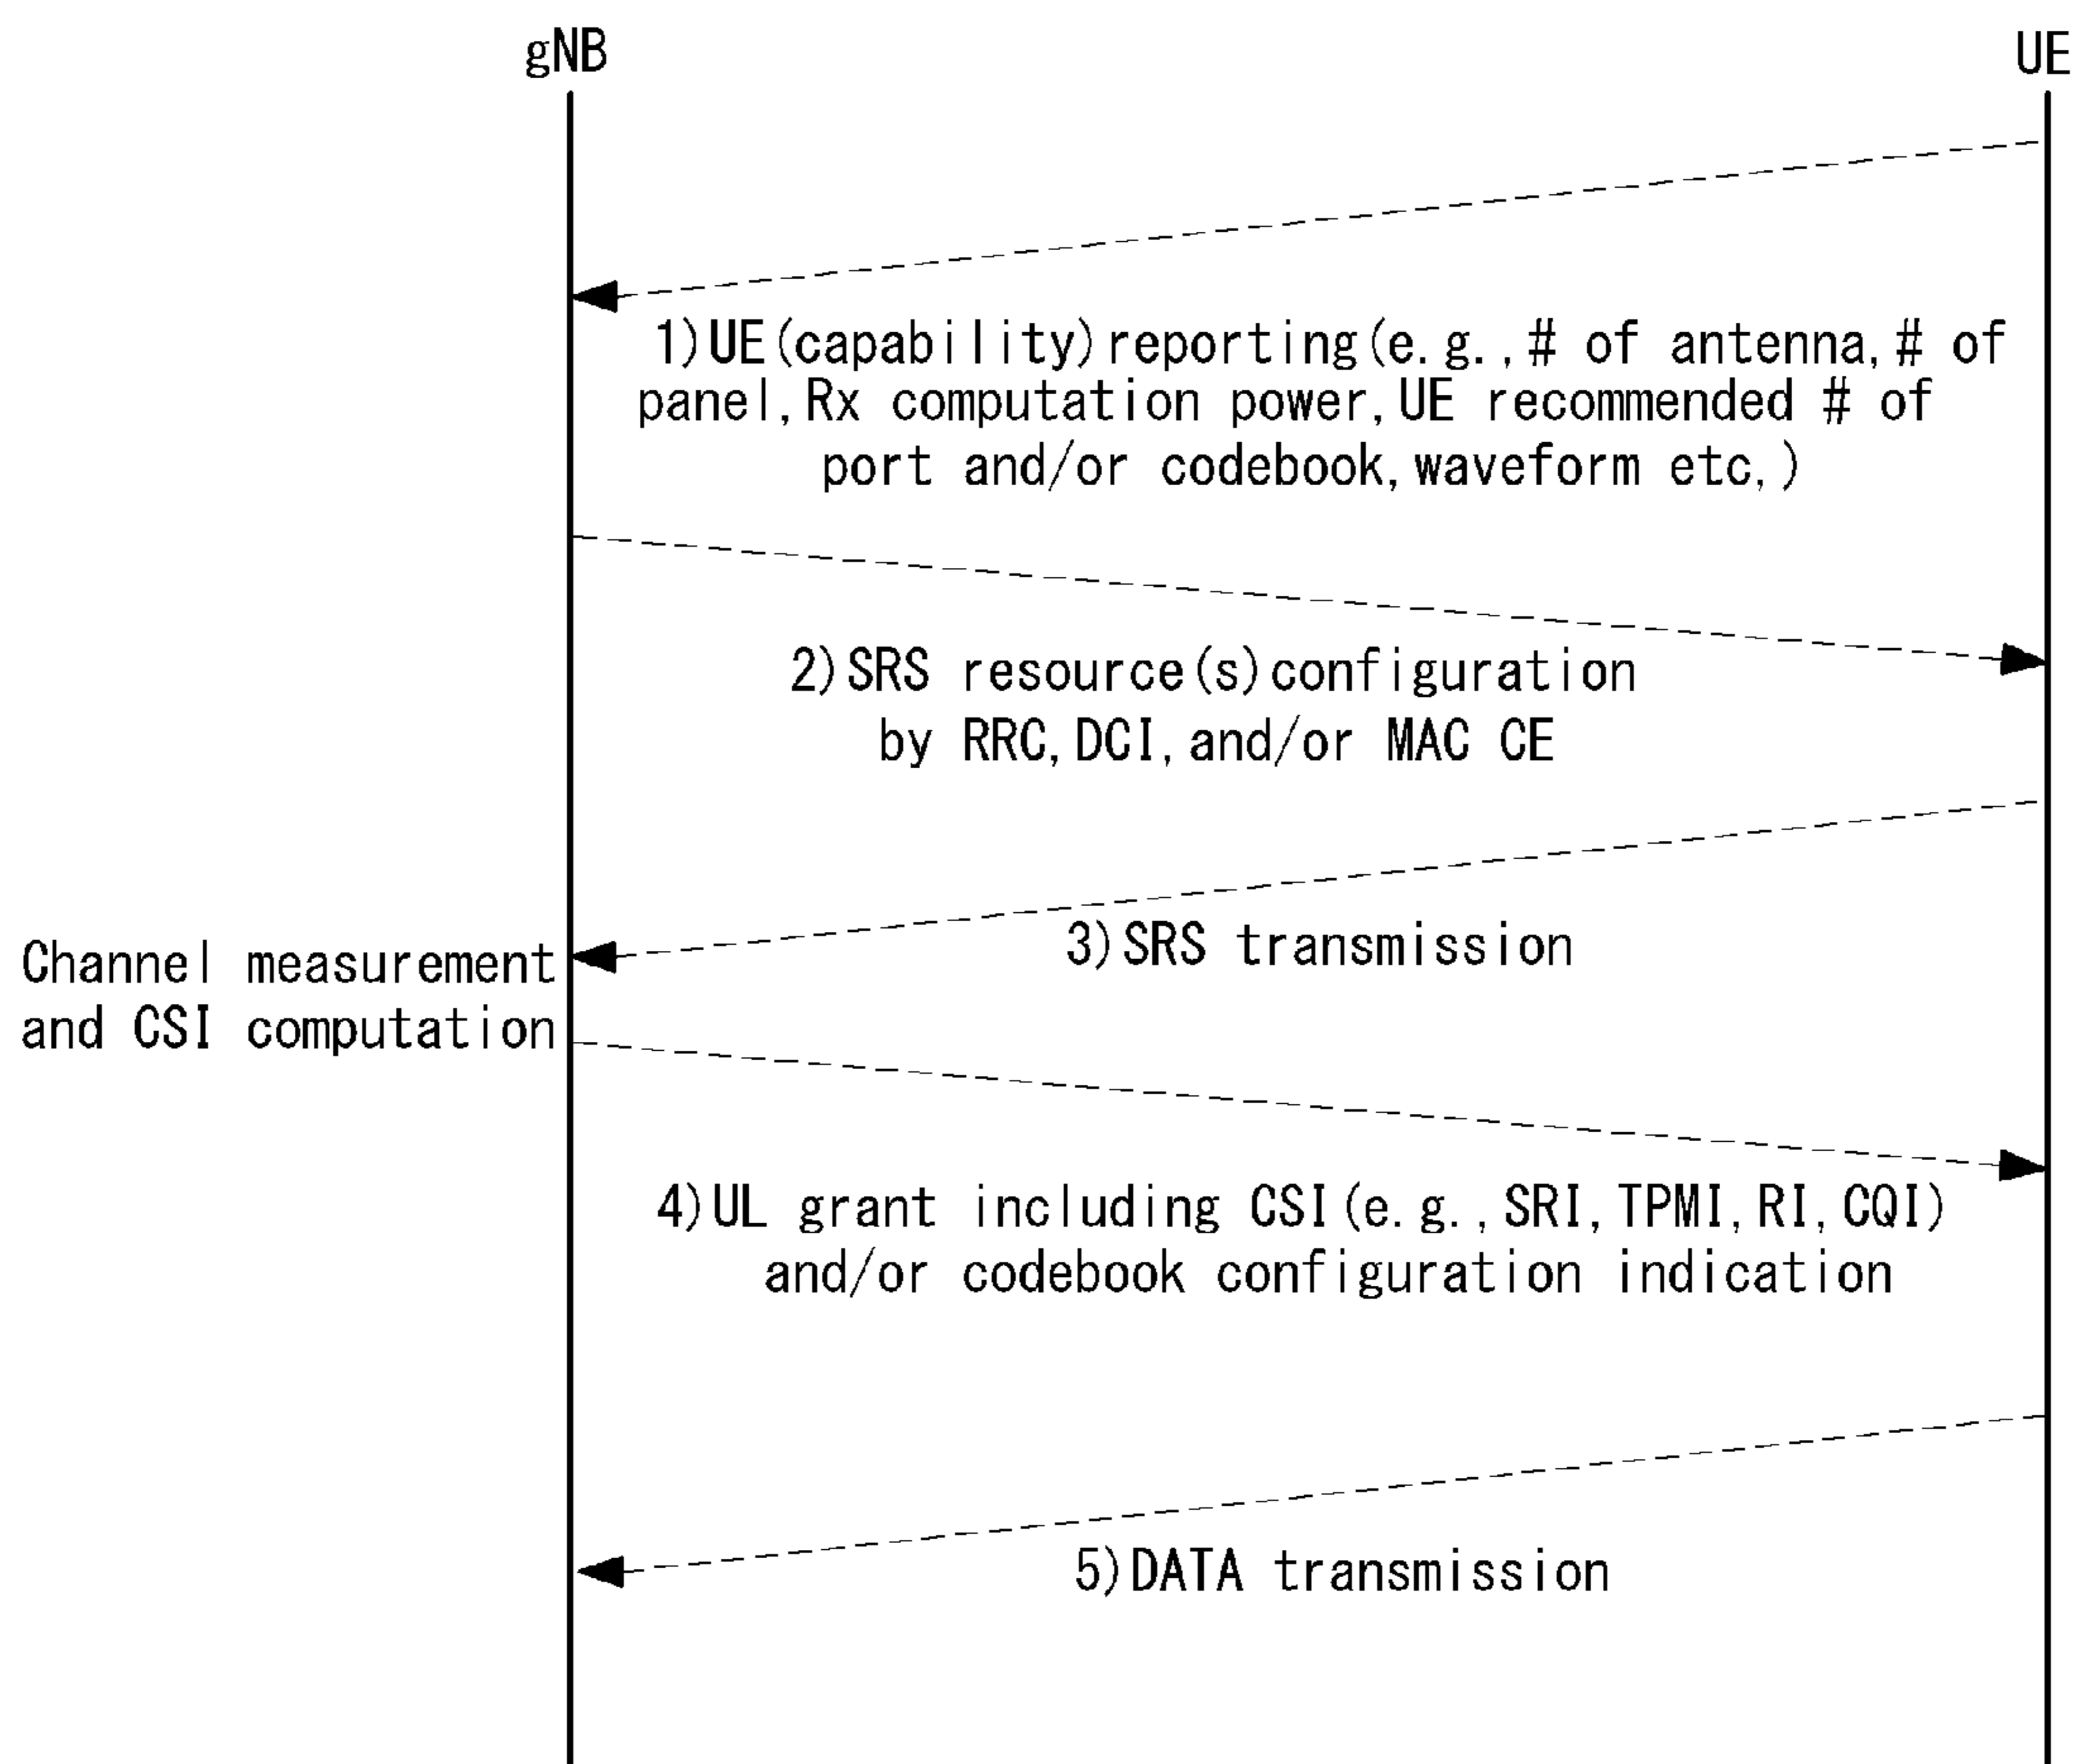 gNB
UE
1)UE(capability)reporting(e.g.,# of antenna,# of
panel,Rx computation power,UE recommended # of
port and/or codebook,waveform etc,)
2)SRS resource(s)configuration
by RRC,DCI,and/or MAC CE
3)SRS transmission
Channel measurement
and CSI computation
4)UL grant including CSI(e.g.,SRI,TPMI,RI,CQI)
and/or codebook configuration indication
5)DATA transmission